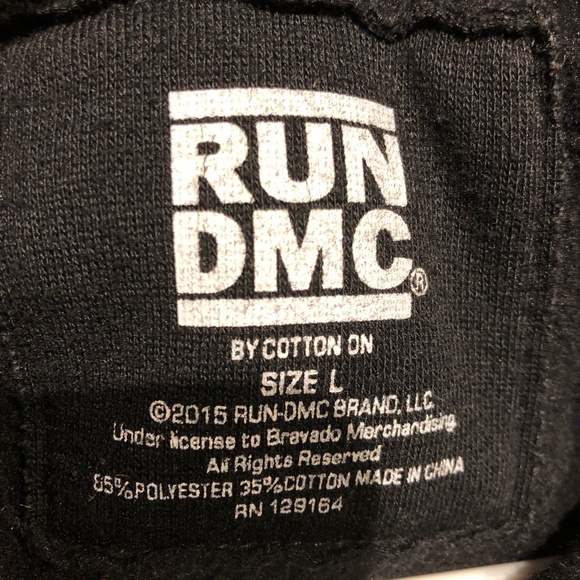 RUN
DMC®
BY COTTON ON
SIZE L
©2015 RUN-DMC BRAND, LLC.
Under license to Bravado Merchandising
All Rights Reserved
65%POLYESTER 35%COTTON MADE IN CHINA
RN 129164